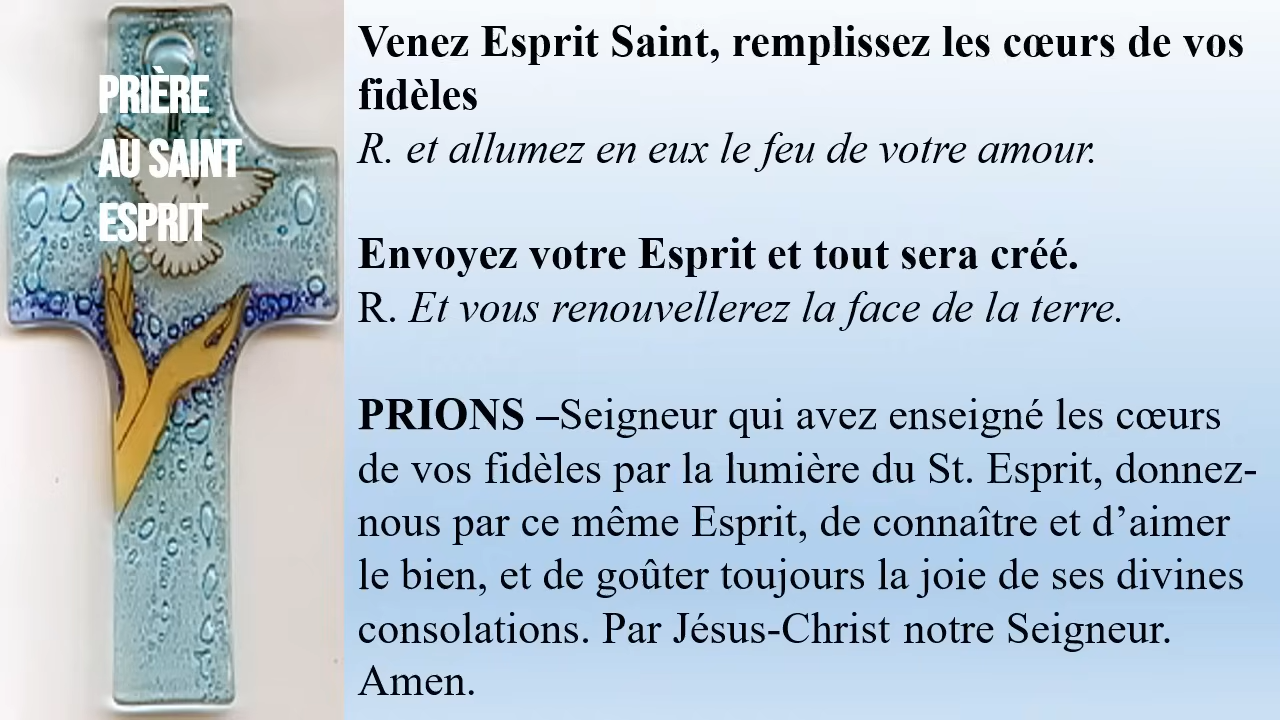 PRIÈRE
AU SAINT
ESPRIT
Venez Esprit Saint, remplissez les cœurs de vos
fidèles
R. et allumez en eux le feu de votre amour.
Envoyez votre Esprit et tout sera créé.
R. Et vous renouvellerez la face de la terre.
PRIONS –Seigneur qui avez enseigné les cœurs
de vos fidèles par la lumière du St. Esprit, donnez-
nous par ce même Esprit, de connaître et d’aimer
le bien, et de goûter toujours la joie de ses divines
consolations. Par Jésus-Christ notre Seigneur.
Amen.